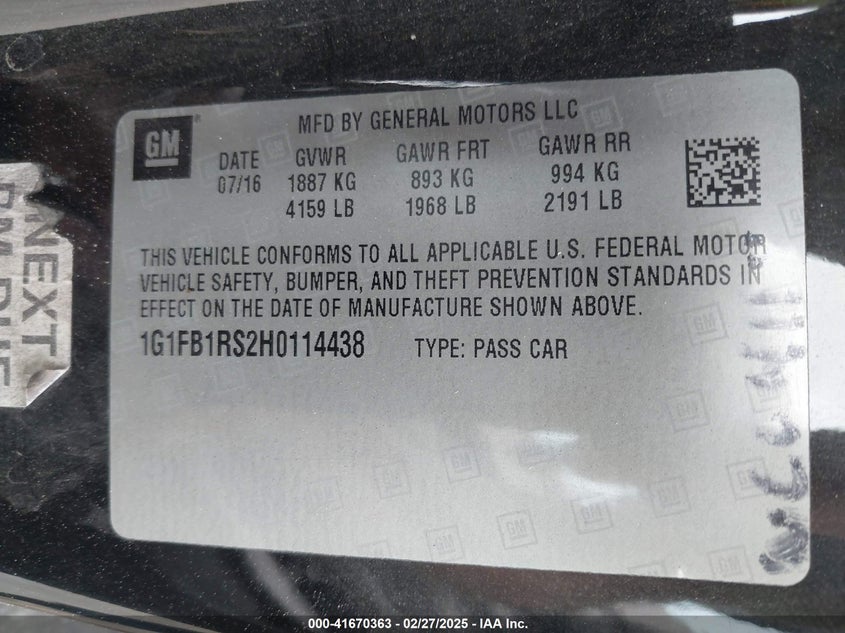 GM
MFD BY GENERAL MOTORS LLC
DATE GVWR GAWR FRT GAWR RR
07/16 1887 KG 893 KG 994 KG
4159 LB 1968 LB 2191 LB
THIS VEHICLE CONFORMS TO ALL APPLICABLE U.S. FEDERAL MOTOR
VEHICLE SAFETY, BUMPER, AND THEFT PREVENTION STANDARDS IN
EFFECT ON THE DATE OF MANUFACTURE SHOWN ABOVE.
1G1FB1RS2H0114438 TYPE: PASS CAR
NEXT
000-41670363 - 02/27/2025 - IAA Inc.